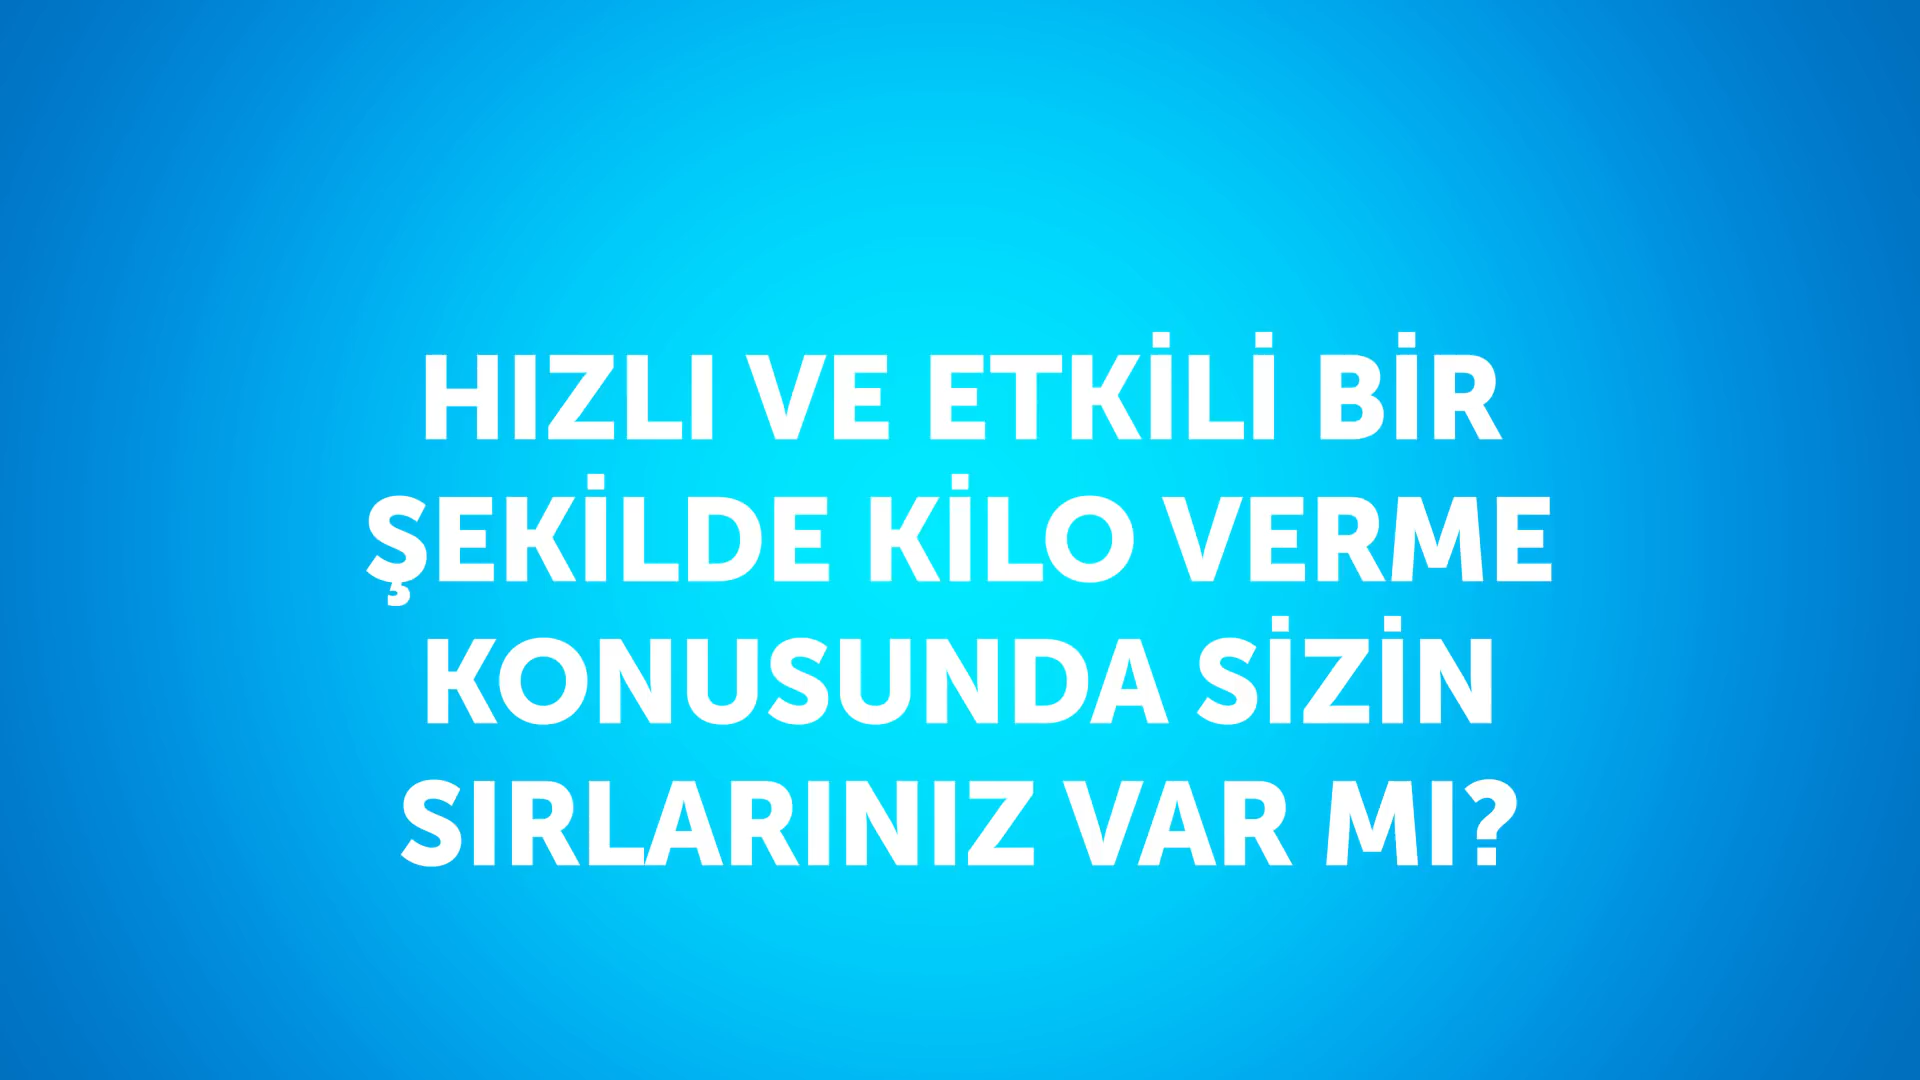 HIZLI VE ETKİLİ BİR
ŞEKİLDE KİLO VERME
KONUSUNDA SİZİN
SIRLARINIZ VAR MI?